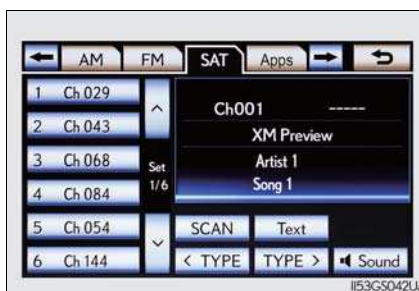 AM FM SAT Apps
1 Ch 029
2 Ch 043
3 Ch 068
4 Ch 084
5 Ch 054
6 Ch 144
Set
1/6
Ch001 -----
XM Preview
Artist 1
Song 1
SCAN Text
< TYPE TYPE > Sound
II53GS042U